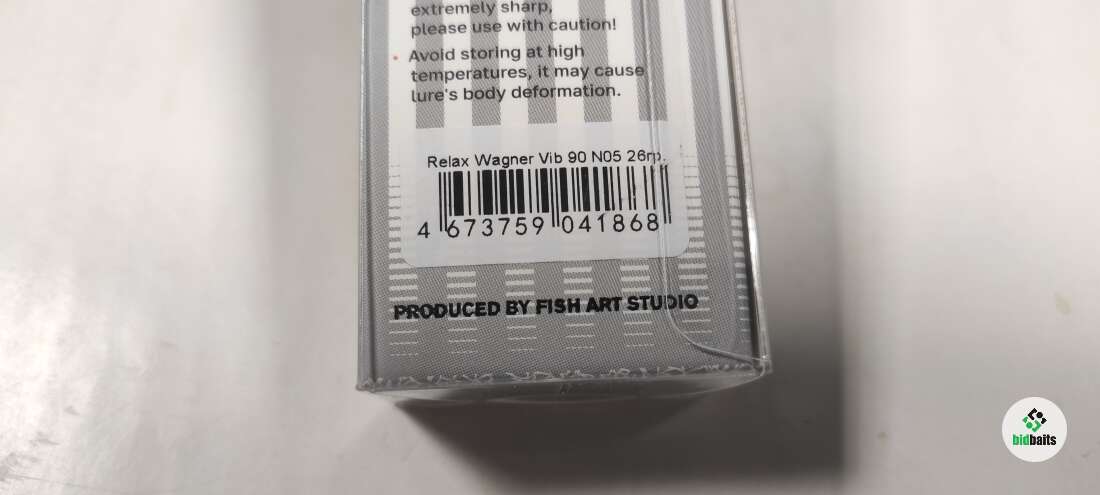 extremely sharp,
please use with caution!
• Avoid storing at high
temperatures, it may cause
lure's body deformation.
Relax Wagner Vib 90 N05 26гр.
4 673759 041868
PRODUCED BY FISH ART STUDIO
bidbaits